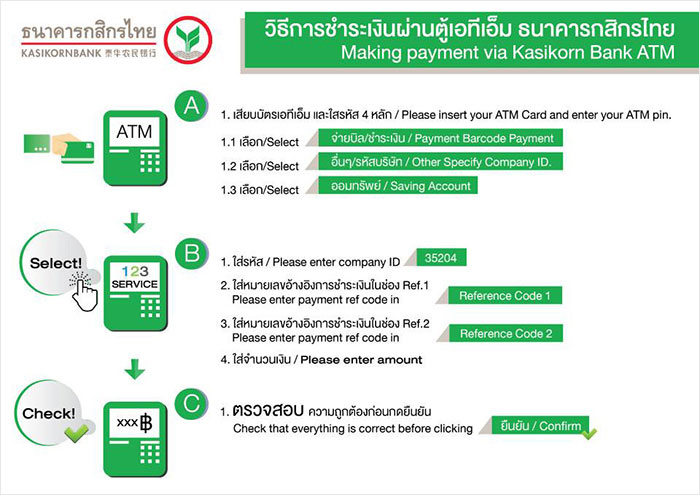 ธนาคารกสิกรไทย
KASIKORNBANK 泰华农民银行
วิธีการชำระเงินผ่านตู้เอทีเอ็ม ธนาคารกสิกรไทย
Making payment via Kasikorn Bank ATM
ATM
A
1. เสียบบัตรเอทีเอ็ม และใสรหัส 4 หลัก / Please insert your ATM Card and enter your ATM pin.
1.1 เลือก/Select จ่ายบิล/ชำระเงิน / Payment Barcode Payment
1.2 เลือก/Select อื่นๆ/รหัสบริษัท / Other Specify Company ID.
1.3 เลือก/Select ออมทรัพย์ / Saving Account
Select!
123
SERVICE
B
1. ใส่รหัส / Please enter company ID 35204
2. ใส่หมายเลขอ้างอิงการชำระเงินในช่อง Ref.1
Please enter payment ref code in Reference Code 1
3. ใส่หมายเลขอ้างอิงการชำระเงินในช่อง Ref.2
Please enter payment ref code in Reference Code 2
4. ใส่จำนวนเงิน / Please enter amount
Check!
xxx฿
C
1. ตรวจสอบ ความถูกต้องก่อนกดยืนยัน
Check that everything is correct before clicking ยืนยัน / Confirm